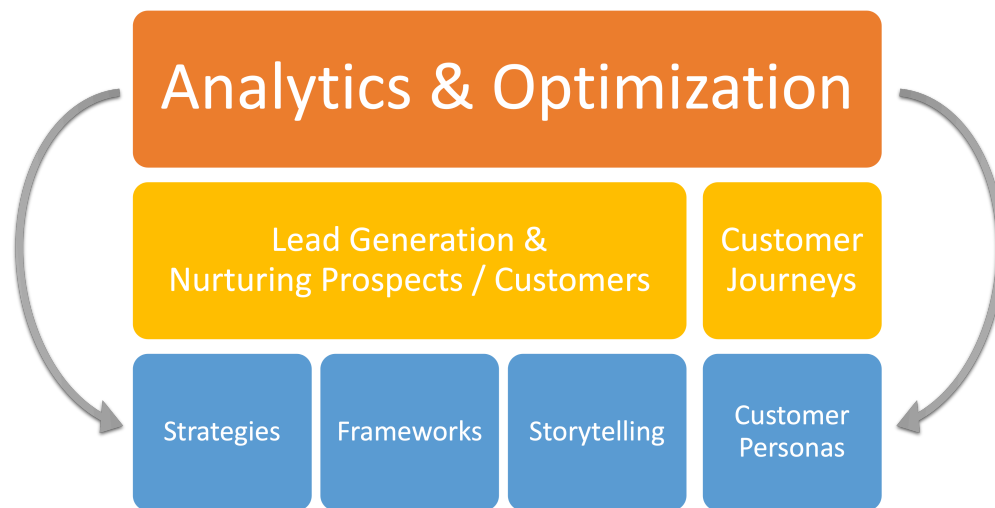 Analytics & Optimization
Lead Generation &
Nurturing Prospects / Customers
Customer
Journeys
Strategies
Frameworks
Storytelling
Customer
Personas